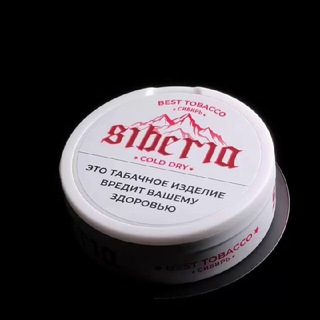 BEST TOBACCO
• СИБИРЬ •
siberia
• COLD DRY •
ЭТО ТАБАЧНОЕ ИЗДЕЛИЕ
ВРЕДИТ ВАШЕМУ
ЗДОРОВЬЮ
BEST TOBACCO
• СИБИРЬ •